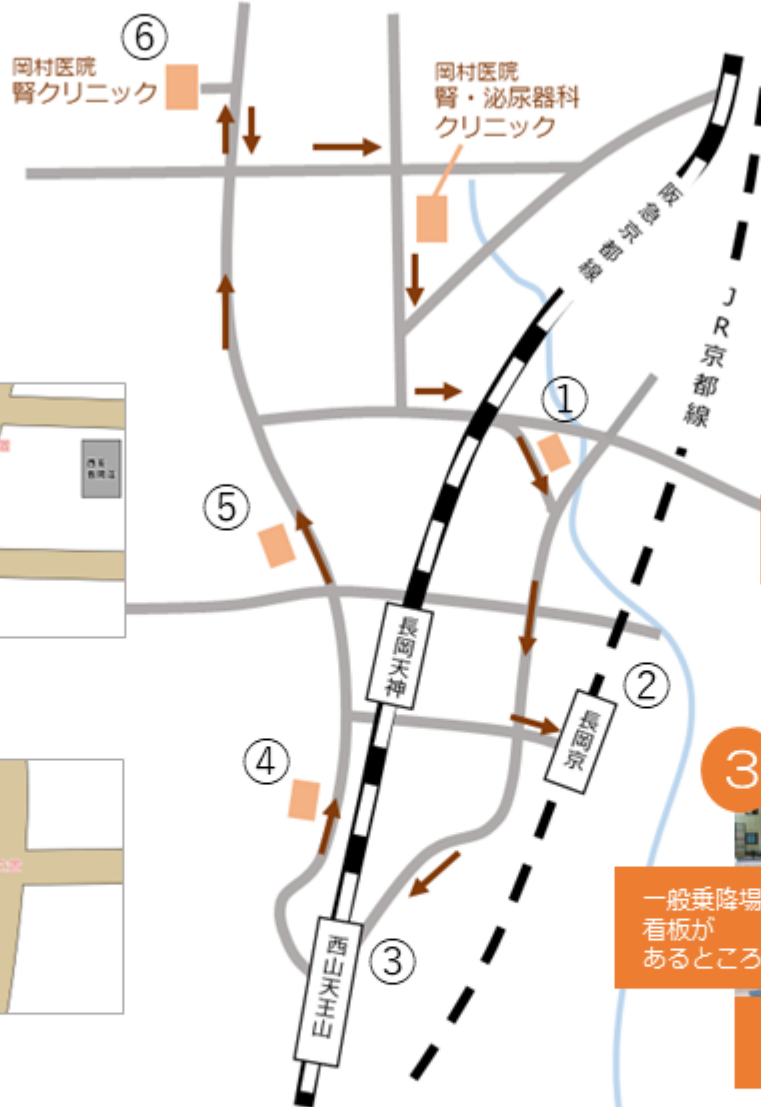 ⑥
岡村医院
腎クリニック
岡村医院
腎・泌尿器科
クリニック
阪急京都線
JR京都線
①
⑤
長岡天神
②
長岡京
④
3
③
西山天王山
一般乗降場
看板が
あるところ